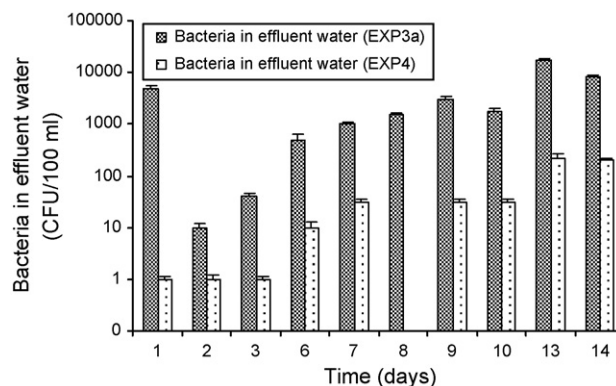 100000
10000
1000
100
10
1
0
Bacteria in effluent water
(CFU/100 ml)
Bacteria in effluent water (EXP3a)
Bacteria in effluent water (EXP4)
1 2 3 6 7 8 9 10 13 14
Time (days)